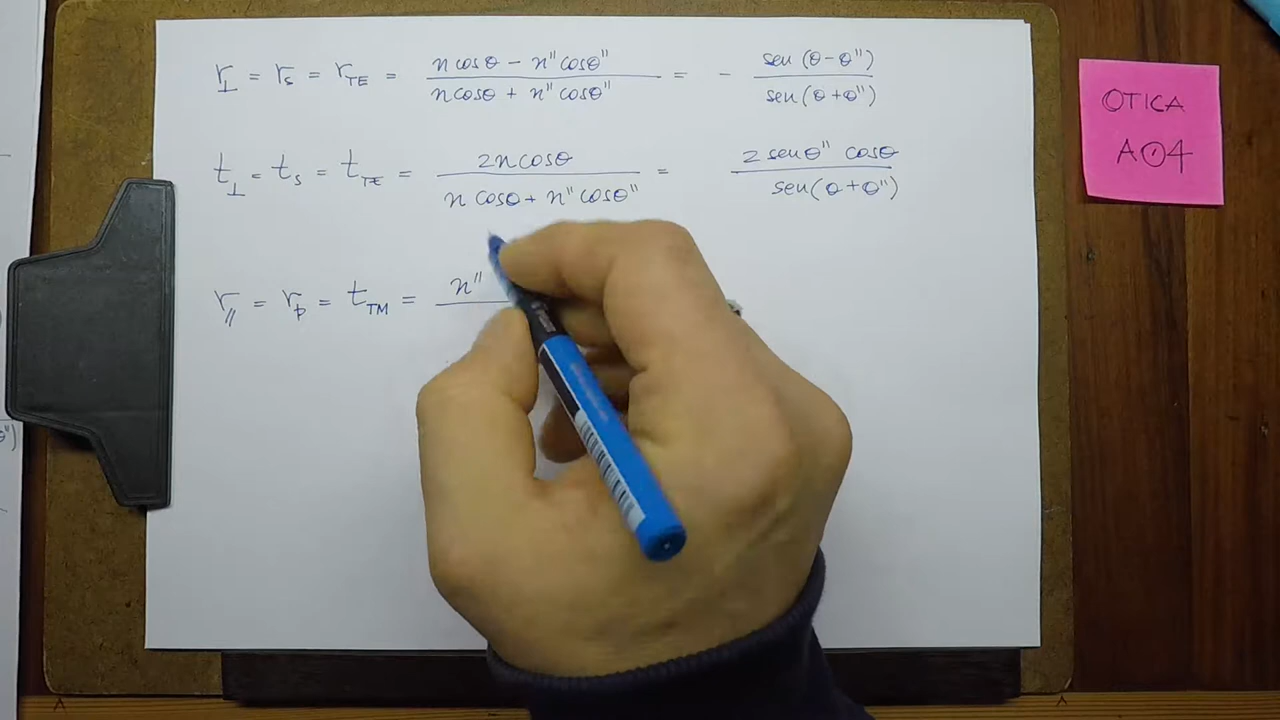 r⊥ = rs = rTE = (n cosθ − n'' cosθ'') / (n cosθ + n'' cosθ'') = − sen (θ−θ'') / sen (θ+θ'')
t⊥ = ts = tTE = 2n cosθ / (n cosθ + n'' cosθ'') = 2 senθ'' cosθ / sen(θ+θ'')
r// = rp = tTM = n''
OTICA
A04
θ'')